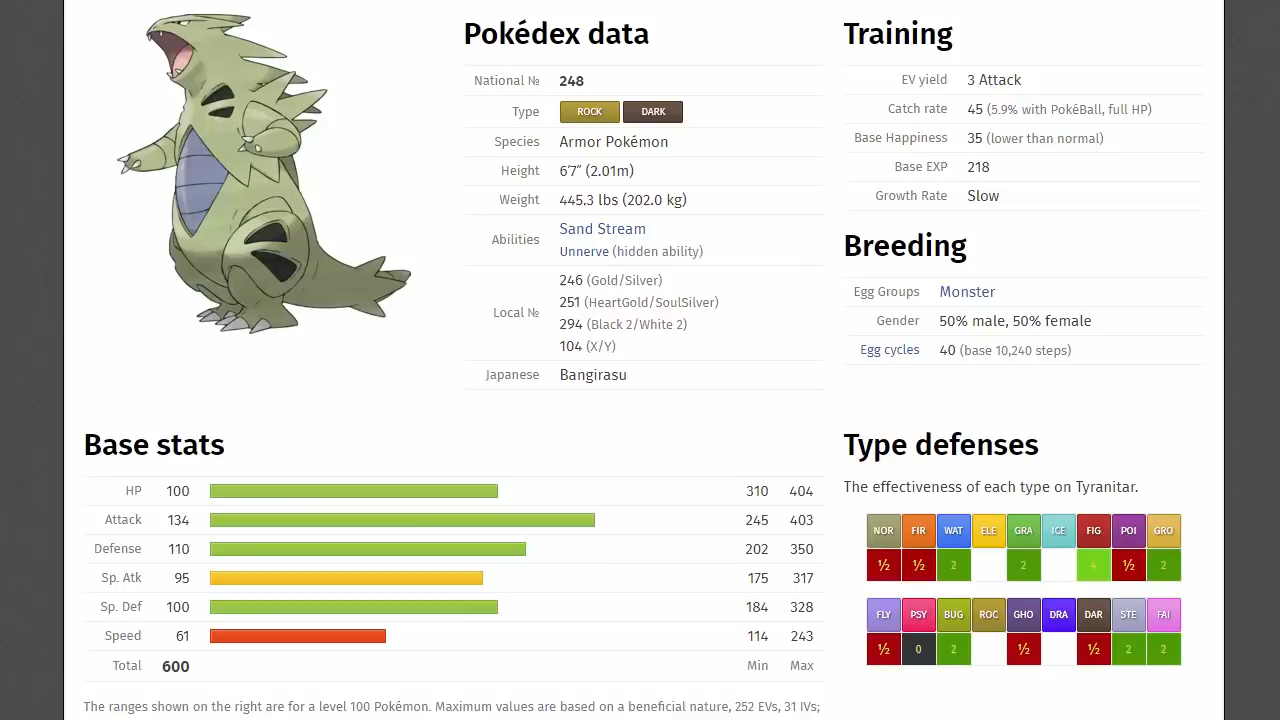 Pokédex data
National № 248
Type ROCK DARK
Species Armor Pokémon
Height 6′7″ (2.01m)
Weight 445.3 lbs (202.0 kg)
Abilities Sand Stream
Unnerve (hidden ability)
Local № 246 (Gold/Silver)
251 (HeartGold/SoulSilver)
294 (Black 2/White 2)
104 (X/Y)
Japanese Bangirasu
Training
EV yield 3 Attack
Catch rate 45 (5.9% with PokéBall, full HP)
Base Happiness 35 (lower than normal)
Base EXP 218
Growth Rate Slow
Breeding
Egg Groups Monster
Gender 50% male, 50% female
Egg cycles 40 (base 10,240 steps)
Base stats
HP 100 310 404
Attack 134 245 403
Defense 110 202 350
Sp. Atk 95 175 317
Sp. Def 100 184 328
Speed 61 114 243
Total 600 Min Max
The ranges shown on the right are for a level 100 Pokémon. Maximum values are based on a beneficial nature, 252 EVs, 31 IVs;
Type defenses
The effectiveness of each type on Tyranitar.
NOR FIR WAT ELE GRA ICE FIG POI GRO
½ ½ 2 2 4 ½ 2
FLY PSY BUG ROC GHO DRA DAR STE FAI
½ 0 2 ½ ½ 2 2